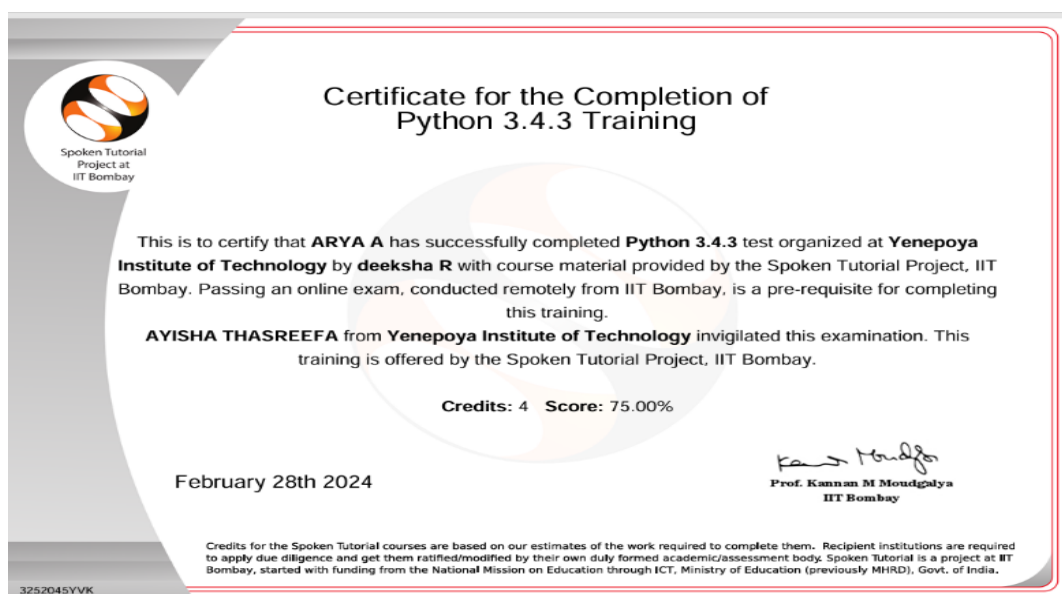 Spoken Tutorial
Project at
IIT Bombay
Certificate for the Completion of
Python 3.4.3 Training
This is to certify that ARYA A has successfully completed Python 3.4.3 test organized at Yenepoya
Institute of Technology by deeksha R with course material provided by the Spoken Tutorial Project, IIT
Bombay. Passing an online exam, conducted remotely from IIT Bombay, is a pre-requisite for completing
this training.
AYISHA THASREEFA from Yenepoya Institute of Technology invigilated this examination. This
training is offered by the Spoken Tutorial Project, IIT Bombay.
Credits: 4 Score: 75.00%
February 28th 2024
Prof. Kannan M Moudgalya
IIT Bombay
Credits for the Spoken Tutorial courses are based on our estimates of the work required to complete them. Recipient institutions are required
to apply due diligence and get them ratified/modified by their own duly formed academic/assessment body. Spoken Tutorial is a project at IIT
Bombay, started with funding from the National Mission on Education through ICT, Ministry of Education (previously MHRD), Govt. of India.
3252045YVK